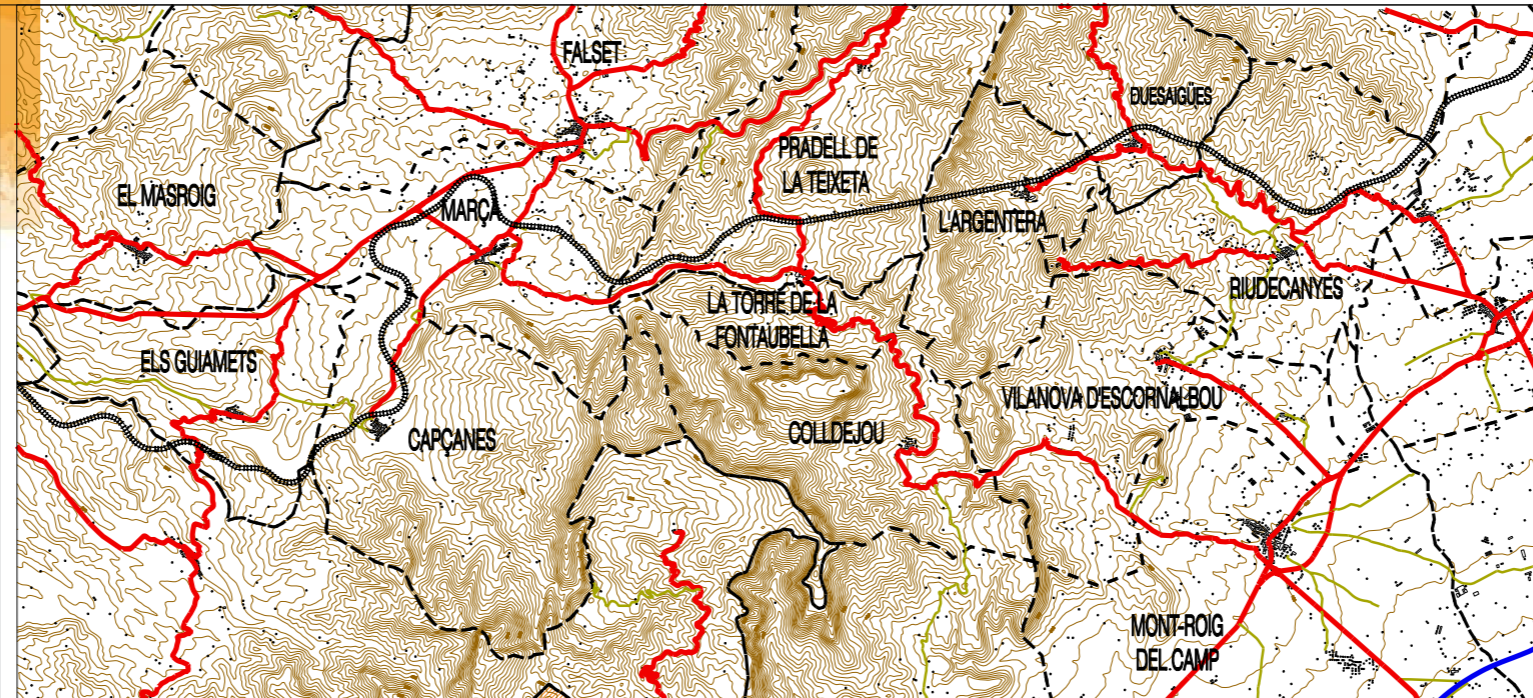 FALSET
DUESAIGÜES
PRADELL DE
LA TEIXETA
EL MASROIG
MARÇA
L'ARGENTERA
RIUDECANYES
LA TORRE DE LA
FONTAUBELLA
ELS GUIAMETS
VILANOVA D'ESCORNALBOU
COLLDEJOU
CAPÇANES
MONT-ROIG
DEL CAMP